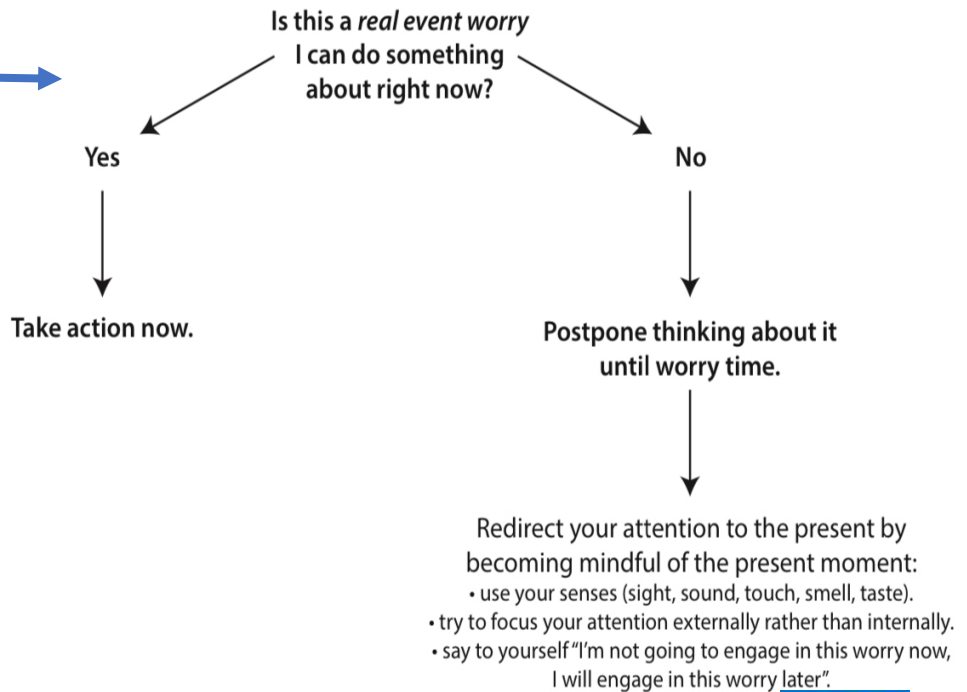 Is this a real event worry
I can do something
about right now?
Yes
No
Take action now.
Postpone thinking about it
until worry time.
Redirect your attention to the present by
becoming mindful of the present moment:
• use your senses (sight, sound, touch, smell, taste).
• try to focus your attention externally rather than internally.
• say to yourself “I’m not going to engage in this worry now,
I will engage in this worry later”.